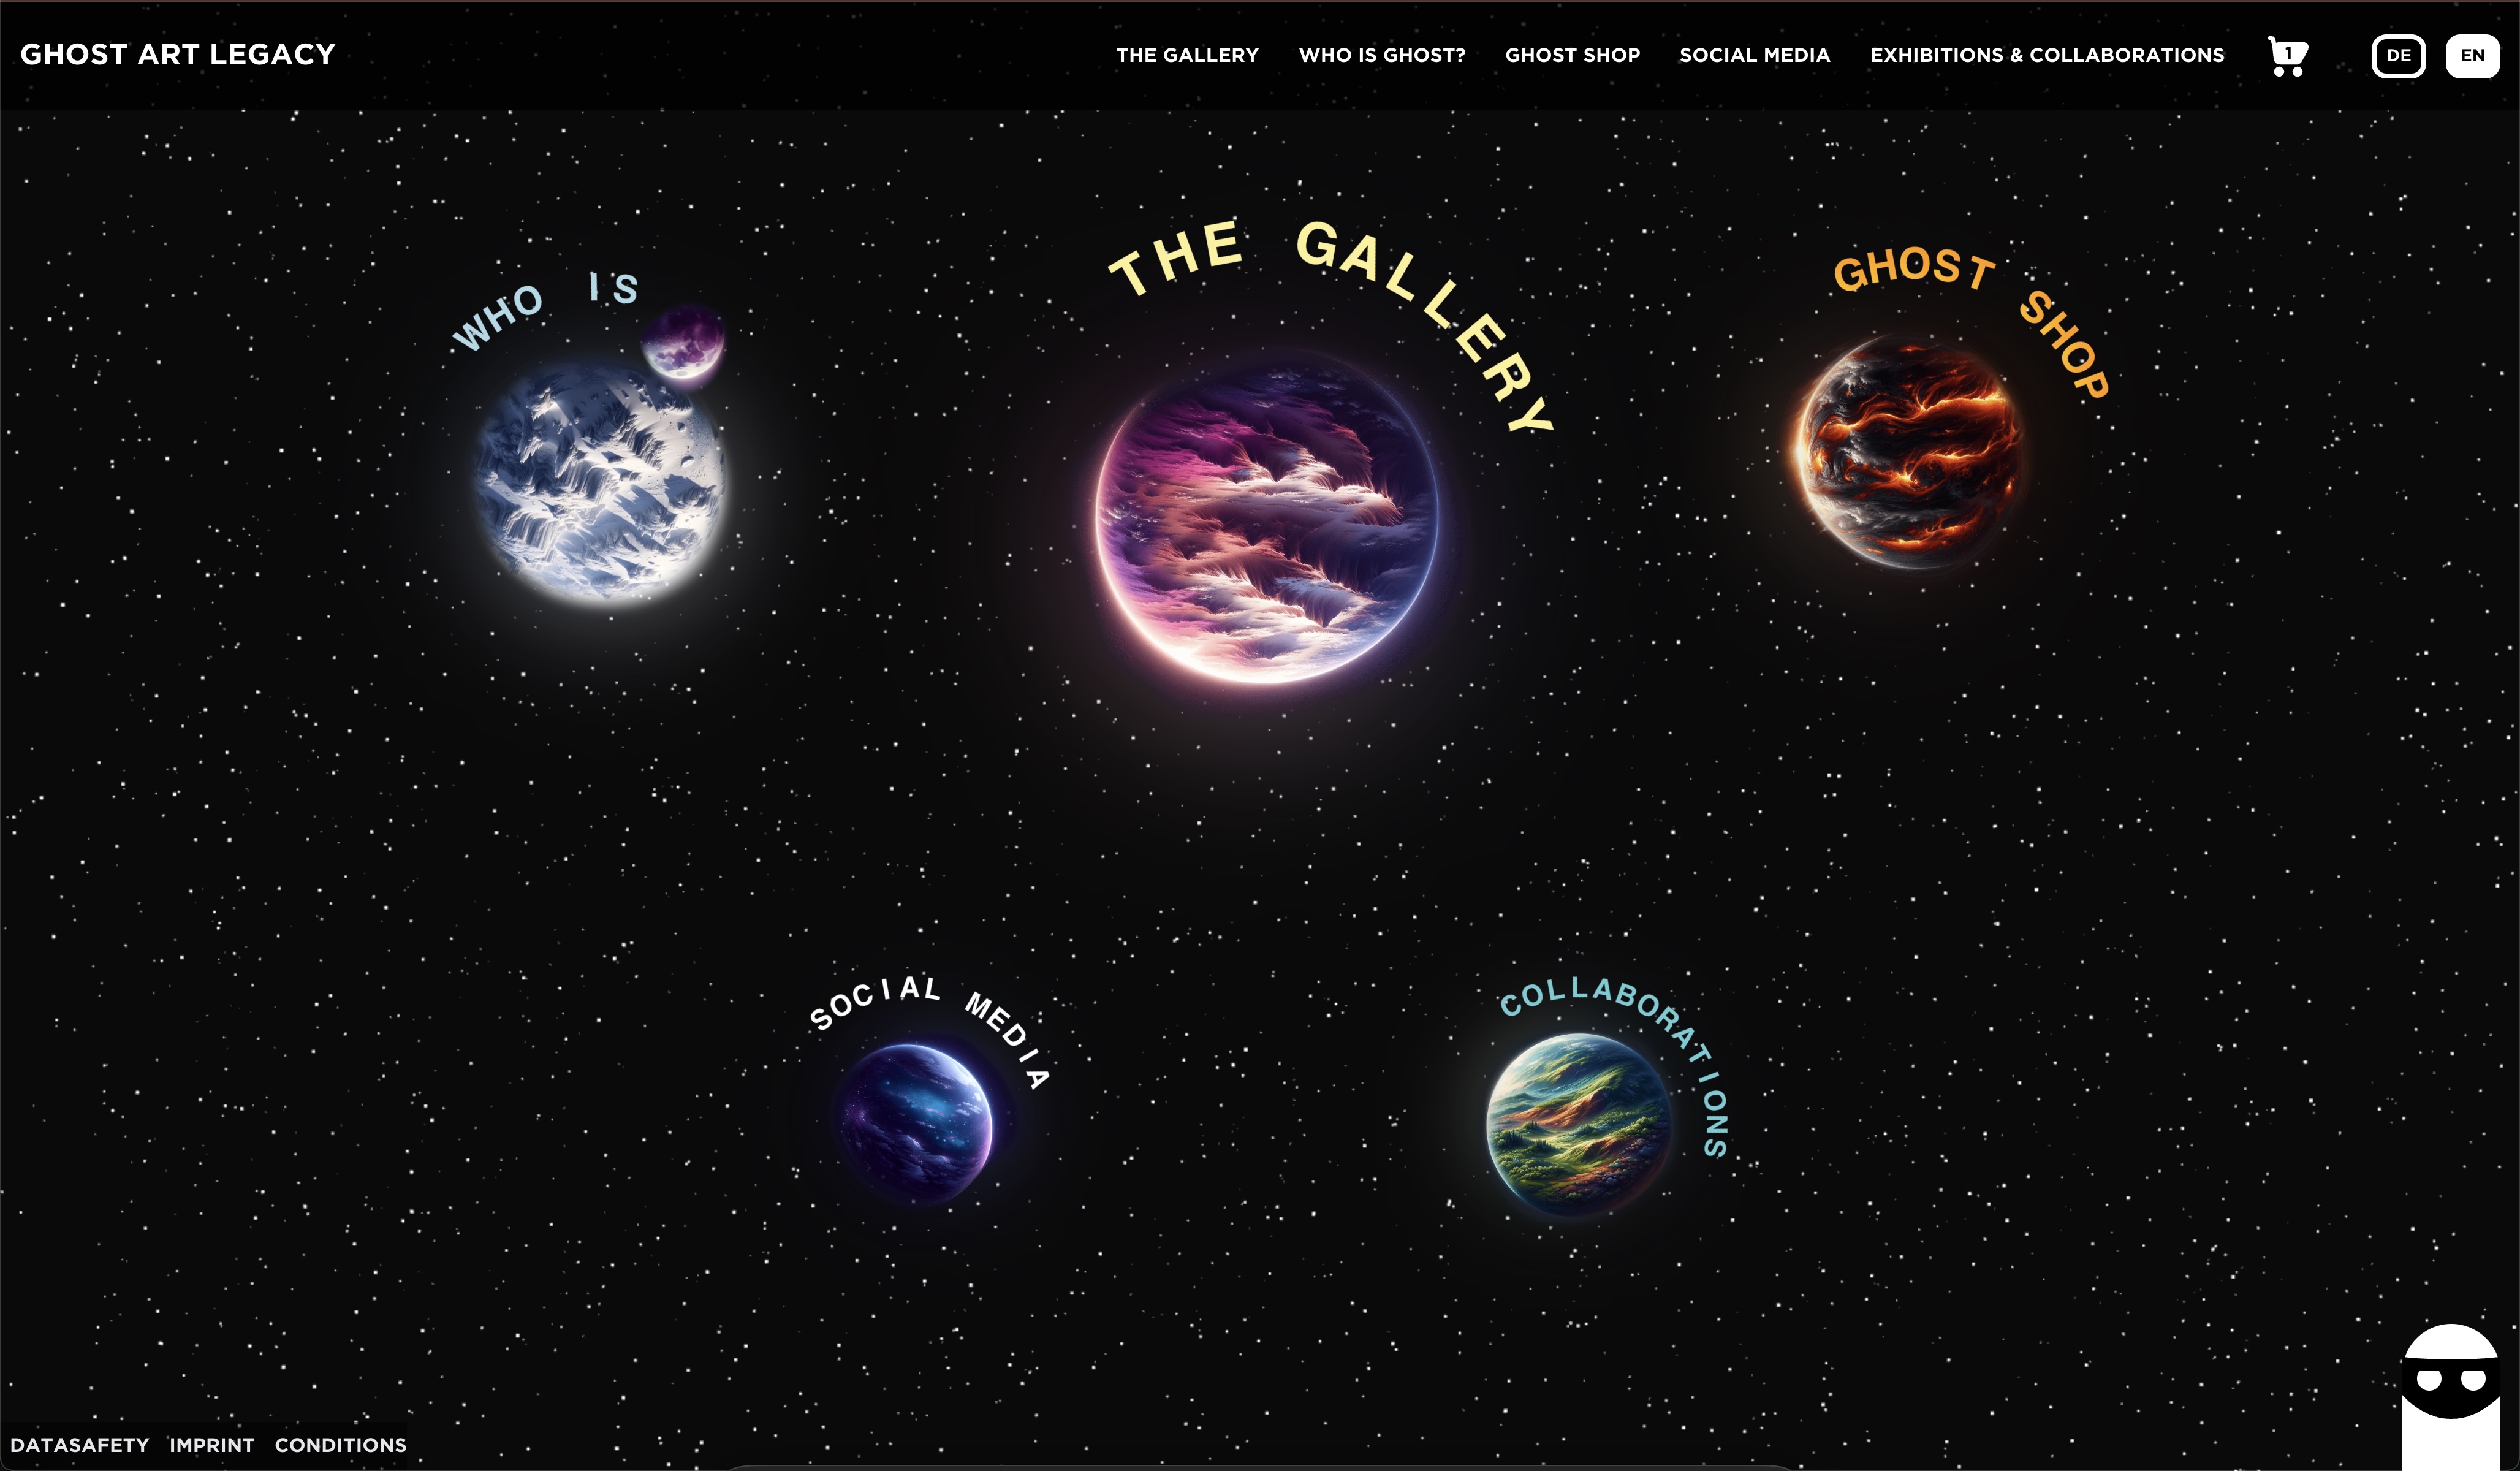 GHOST ART LEGACY
THE GALLERY
WHO IS GHOST?
GHOST SHOP
SOCIAL MEDIA
EXHIBITIONS & COLLABORATIONS
1
DE
EN
WHO IS
THE GALLERY
GHOST SHOP
SOCIAL MEDIA
COLLABORATIONS
DATASAFETY
IMPRINT
CONDITIONS